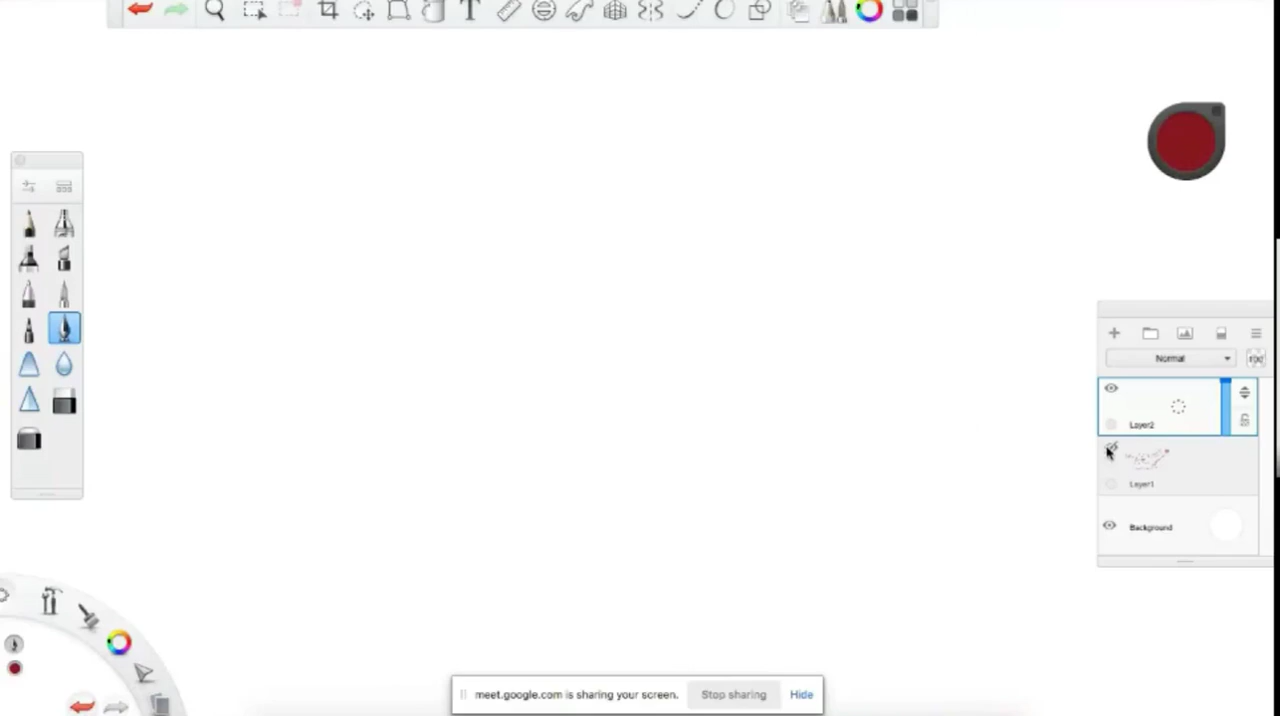 Normal
Layer2
Layer1
Background
meet.google.com is sharing your screen. Stop sharing Hide